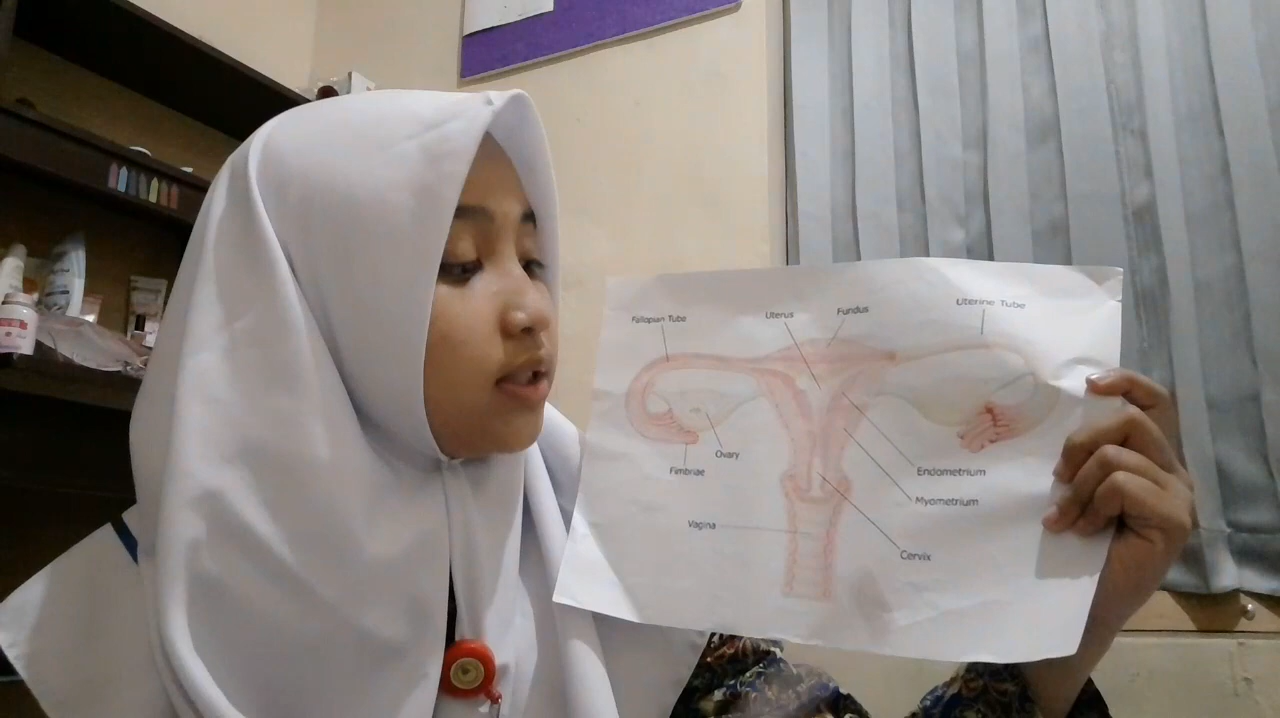 Fallopian Tube
Uterus
Fundus
Uterine Tube
Ovary
Fimbriae
Endometrium
Myometrium
Vagina
Cervix